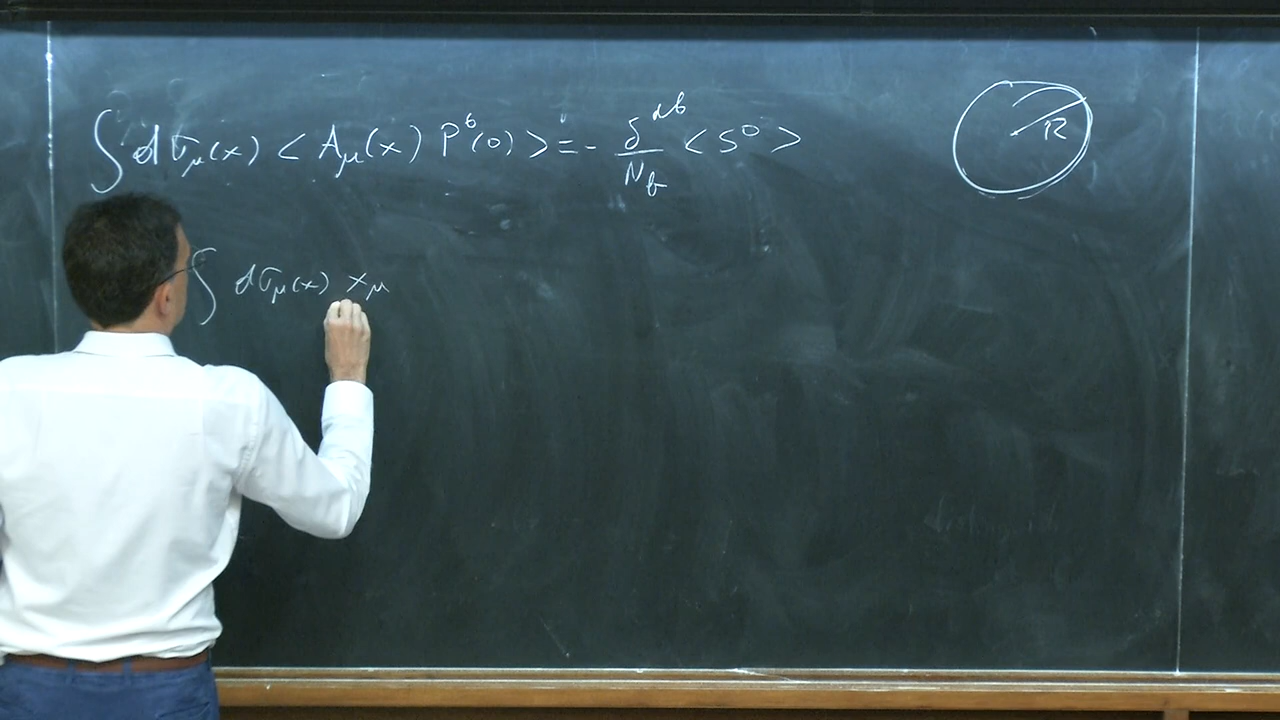 ∫ dσ_μ(x) < A_μ(x) P^b(0) > = - δ^{ab}/N_f < S^0 >
R
∫ dσ_μ(x) x_μ